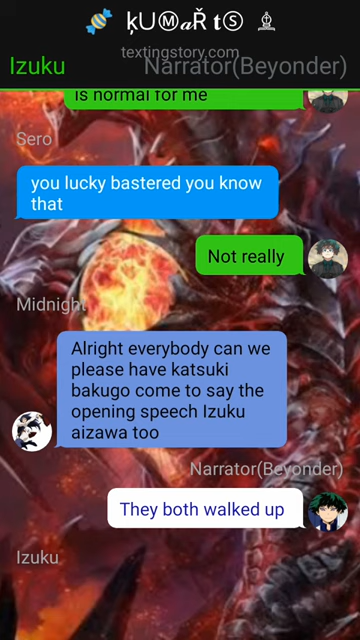 🍬 ķUⓂ𝒶Ř 𝐭Ⓢ ♗
textingstory.com
Izuku Narrator(Beyonder)
is normal for me
Sero
you lucky bastered you know
that
Not really
Midnight
Alright everybody can we
please have katsuki
bakugo come to say the
opening speech Izuku
aizawa too
Narrator(Beyonder)
They both walked up
Izuku